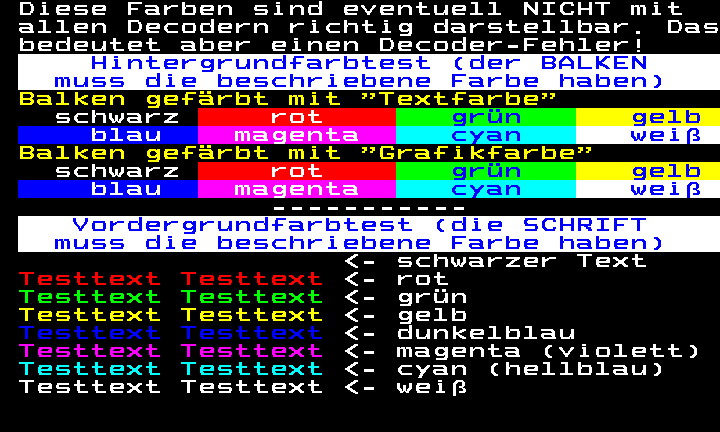 Diese Farben sind eventuell NICHT mit
allen Decodern richtig darstellbar. Das
bedeutet aber einen Decoder-Fehler!
Hintergrundfarbtest (der BALKEN
muss die beschriebene Farbe haben)
Balken gefärbt mit "Textfarbe"
schwarz rot grün gelb
blau magenta cyan weiß
Balken gefärbt mit "Grafikfarbe"
schwarz rot grün gelb
blau magenta cyan weiß
-----------
Vordergrundfarbtest (die SCHRIFT
muss die beschriebene Farbe haben)
<- schwarzer Text
Testtext Testtext <- rot
Testtext Testtext <- grün
Testtext Testtext <- gelb
Testtext Testtext <- dunkelblau
Testtext Testtext <- magenta (violett)
Testtext Testtext <- cyan (hellblau)
Testtext Testtext <- weiß